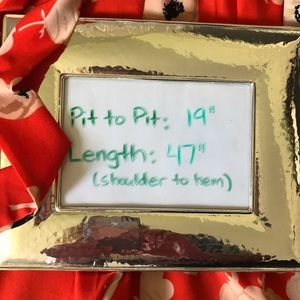 Pit to Pit: 19"
Length: 47"
(shoulder to hem)